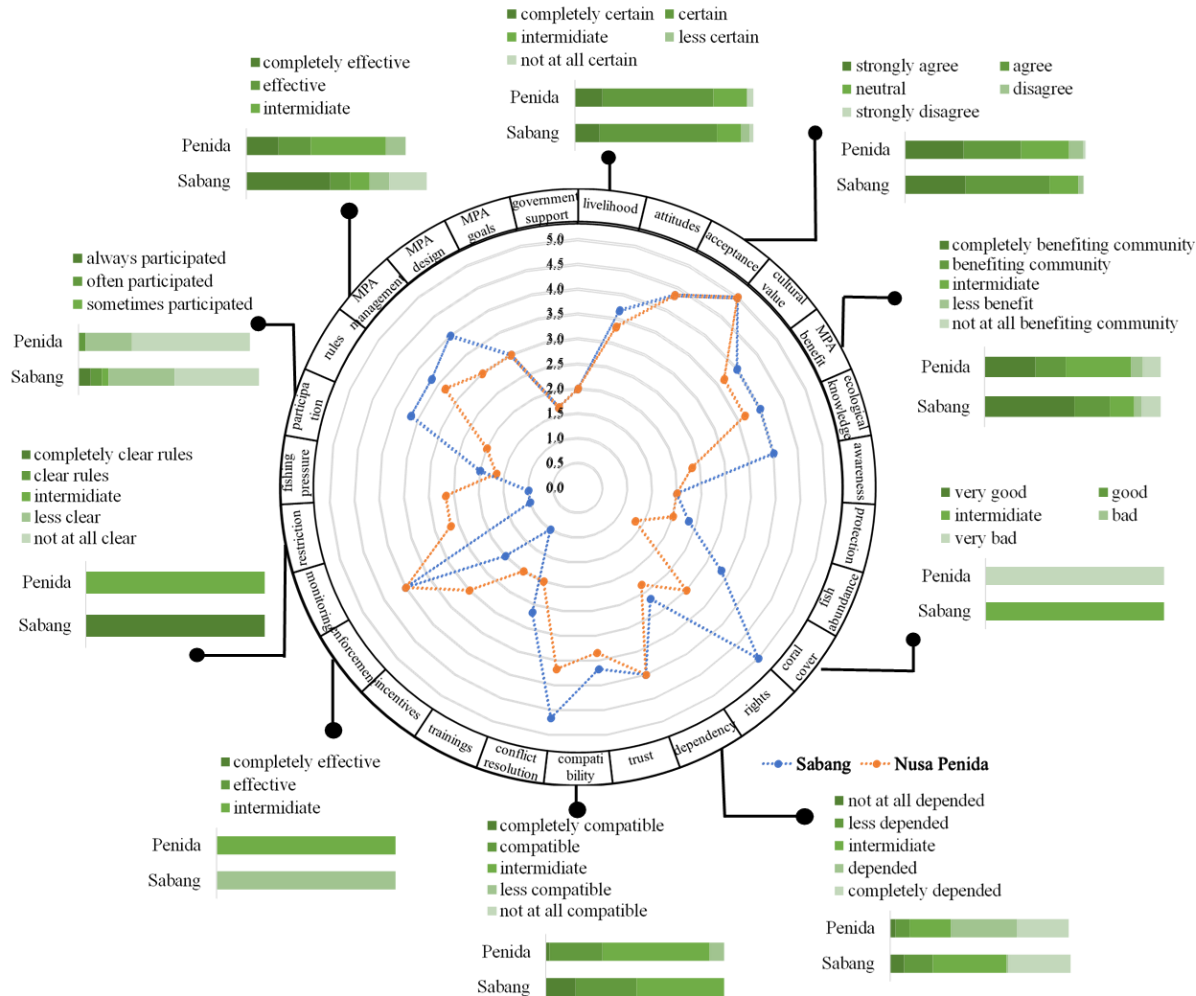 completely certain
certain
intermidiate
less certain
not at all certain
Penida
Sabang
completely effective
effective
intermidiate
Penida
Sabang
strongly agree
agree
neutral
disagree
strongly disagree
Penida
Sabang
always participated
often participated
sometimes participated
Penida
Sabang
completely benefiting community
benefiting community
intermidiate
less benefit
not at all benefiting community
Penida
Sabang
completely clear rules
clear rules
intermidiate
less clear
not at all clear
Penida
Sabang
very good
good
intermidiate
bad
very bad
Penida
Sabang
government
support
livelihood
attitudes
acceptance
cultural
value
MPA
benefit
ecological
knowledge
awareness
protection
fish
abundance
coral
cover
rights
dependency
trust
compati
bility
conflict
resolution
trainings
incentives
enforcement
monitoring
restriction
fishing
pressure
participa
tion
rules
MPA
management
MPA
design
MPA
goals
5.0
4.5
4.0
3.5
3.0
2.5
2.0
1.5
1.0
0.5
0.0
Sabang
Nusa Penida
completely effective
effective
intermidiate
Penida
Sabang
completely compatible
compatible
intermidiate
less compatible
not at all compatible
Penida
Sabang
not at all depended
less depended
intermidiate
depended
completely depended
Penida
Sabang